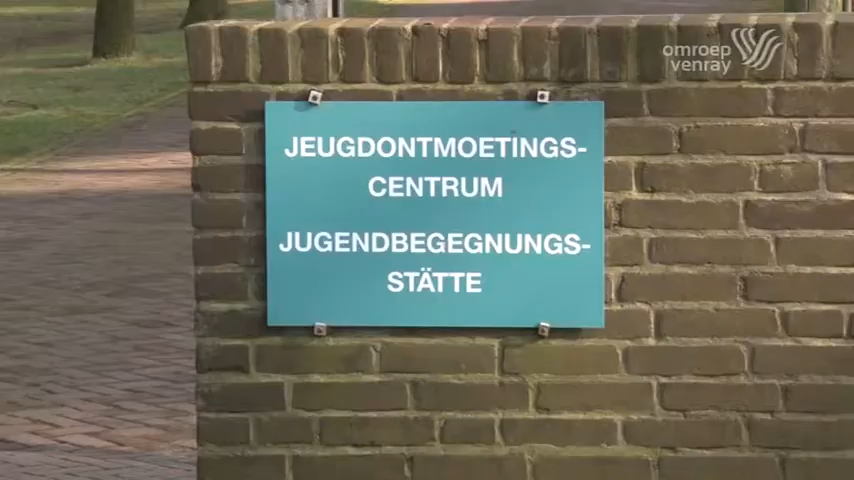 omroep
venray
JEUGDONTMOETINGS-
CENTRUM
JUGENDBEGEGNUNGS-
STÄTTE